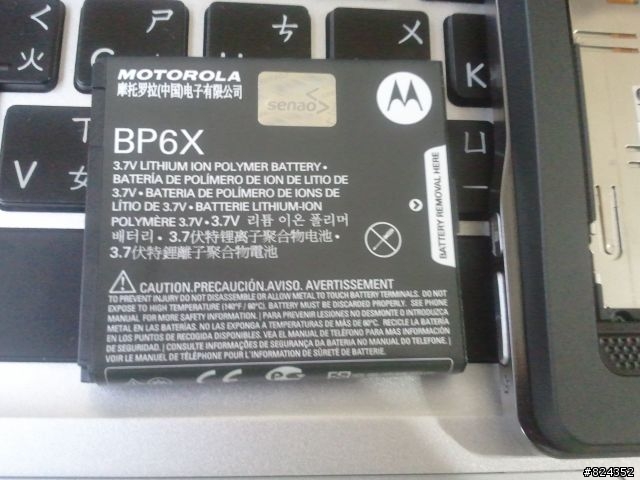 ㄑ
火
ㄕ
ㄘ
ㄨ
K
V
女
ㄩ
MOTOROLA
摩托罗拉(中国)电子有限公司
senao
BP6X
3.7V LITHIUM ION POLYMER BATTERY •
BATERÍA DE POLÍMERO DE ION DE LITIO DE
3.7V • BATERIA DE POLÍMERO DE IONS DE
LÍTIO DE 3.7V • BATTERIE LITHIUM-ION
POLYMÈRE 3.7V • 3.7V 리튬 이온 폴리머
배터리 • 3.7伏特锂离子聚合物电池 •
3.7伏特鋰離子聚合物電池
BATTERY REMOVAL HERE
CAUTION.PRECAUCIÓN.AVISO. AVERTISSEMENT
TO PREVENT INJURY DO NOT DISASSEMBLE OR ALLOW METAL TO TOUCH BATTERY TERMINALS. DO NOT
EXPOSE TO HIGH TEMPERATURE (140°F / 60°C). BATTERY MUST BE DISCARDED PROPERLY. SEE PHONE
MANUAL FOR MORE SAFETY INFORMATION. | PARA PREVENIR LESIONES NO DESMONTE O INTRODUZCA
METAL EN LAS BATERÍAS. NO LAS EXPONGA A TEMPERATURAS DE MÁS DE 60°C. RECICLE LA BATERÍA
EN LOS PUNTOS DE RECOGIDA DISPONIBLES. VEA EL MANUAL DE TELÉFONO PARA MAS INFORMATION
DE SEGURIDAD. | CONSULTE INFORMAÇÕES DE SEGURANÇA DA BATERIA NO MANUAL DO TELEFONE. |
VOIR LE MANUEL DE TÉLÉPHONE POUR L'INFORMATION DE SÛRETÉ DE BATTERIE.
CE
#824352